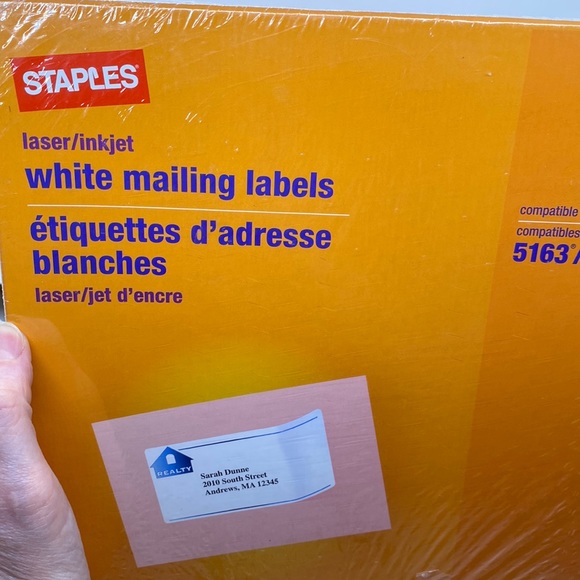 STAPLES®
laser/inkjet
white mailing labels
étiquettes d'adresse
blanches
laser/jet d'encre
compatible
compatibles
5163®/
REALTY
Sarah Dunne
2010 South Street
Andrews, MA 12345